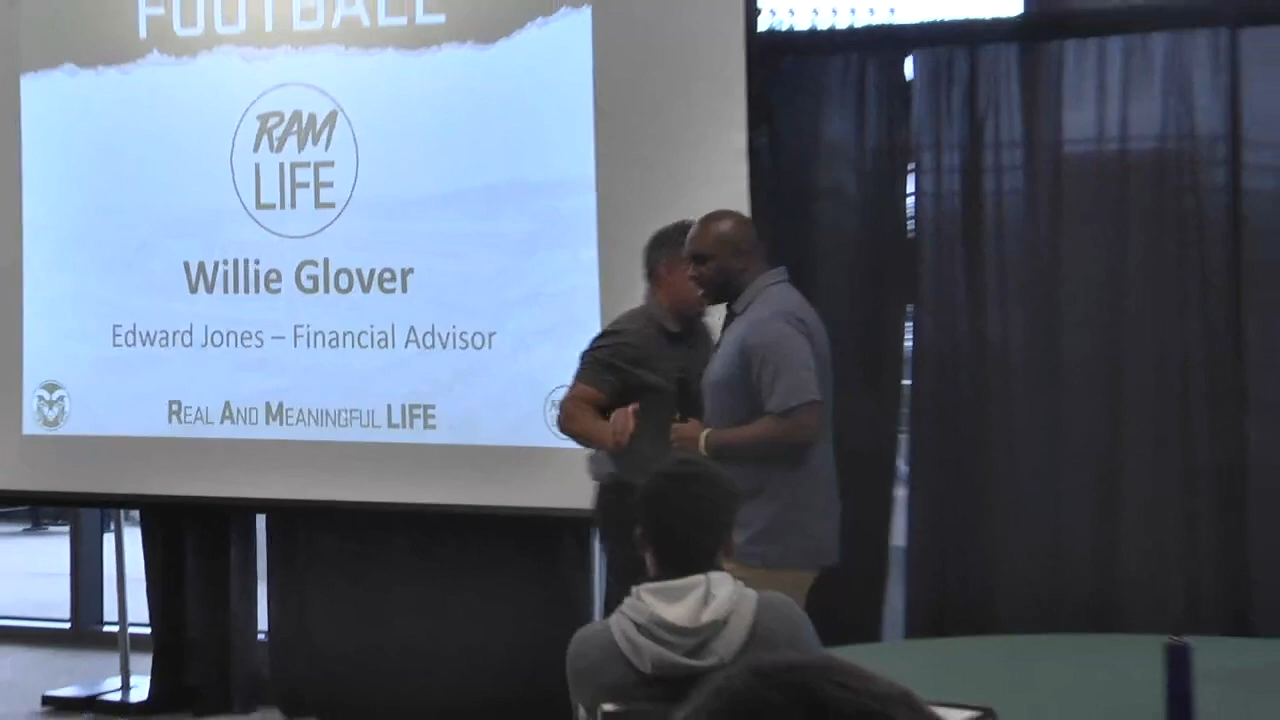 FOOTBALL
RAM
LIFE
Willie Glover
Edward Jones – Financial Advisor
REAL AND MEANINGFUL LIFE